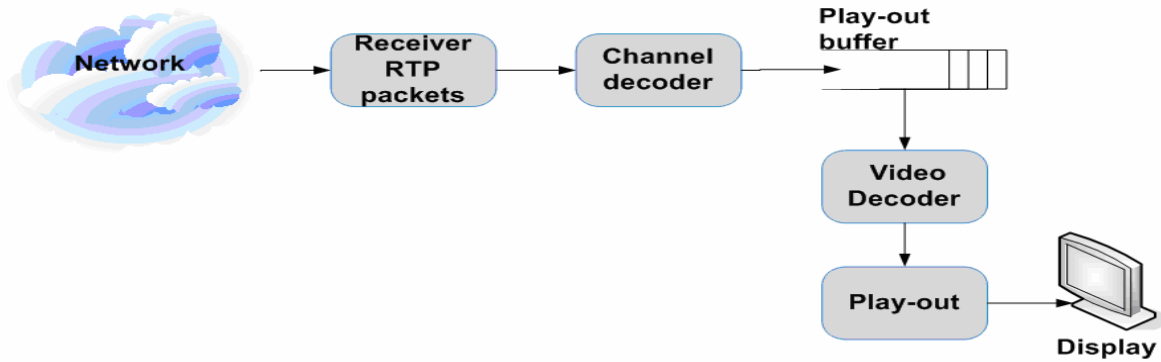 Network
Receiver
RTP
packets
Channel
decoder
Play-out
buffer
Video
Decoder
Play-out
Display